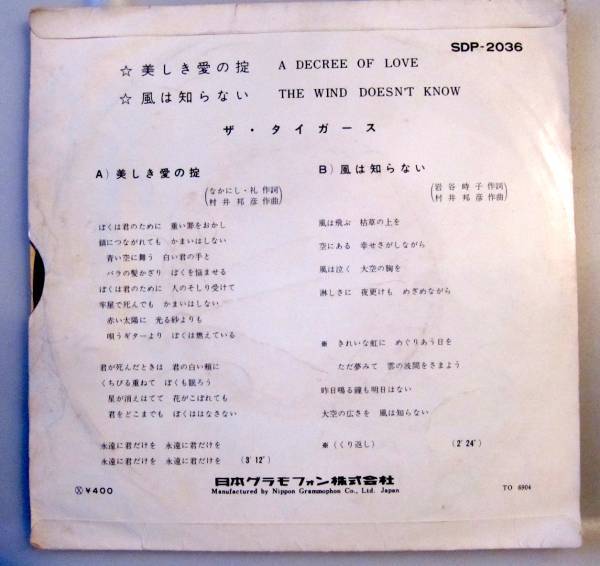 SDP-2036
☆ 美しき愛の掟 A DECREE OF LOVE
☆ 風は知らない THE WIND DOESN'T KNOW
ザ・タイガース
A) 美しき愛の掟
(なかにし・礼 作詞
村井邦彦 作曲)
ぼくは君のために 重い罪をおかし
鎖につながれても かまいはしない
青い空に舞う 白い君の手と
バラの髪かざり ぼくを悩ませる
ぼくは君のために 人のそしり受けて
牢屋で死んでも かまいはしない
赤い太陽に 光る砂よりも
唄うギターより ぼくは燃えている
君が死んだときは 君の白い頬に
くちびる重ねて ぼくも眠ろう
星が消えはてて 花がこぼれても
君をどこまでも ぼくははなさない
永遠に君だけを 永遠に君だけを
永遠に君だけを 永遠に君だけを (3′12″)
B) 風は知らない
(岩谷時子 作詞
村井邦彦 作曲)
風は飛ぶ 枯草の上を
空にある 幸せさがしながら
風は泣く 大空の胸を
淋しさに 夜更けも めざめながら
※ きれいな虹に めぐりあう日を
ただ夢みて 雲の波間をさまよう
昨日鳴る鐘も明日はない
大空の広さを 風は知らない
※ (くり返し) (2′24″)
Ⓧ ¥400
日本グラモフォン株式会社
Manufactured by Nippon Grammophon Co., Ltd. Japan
TO 6904